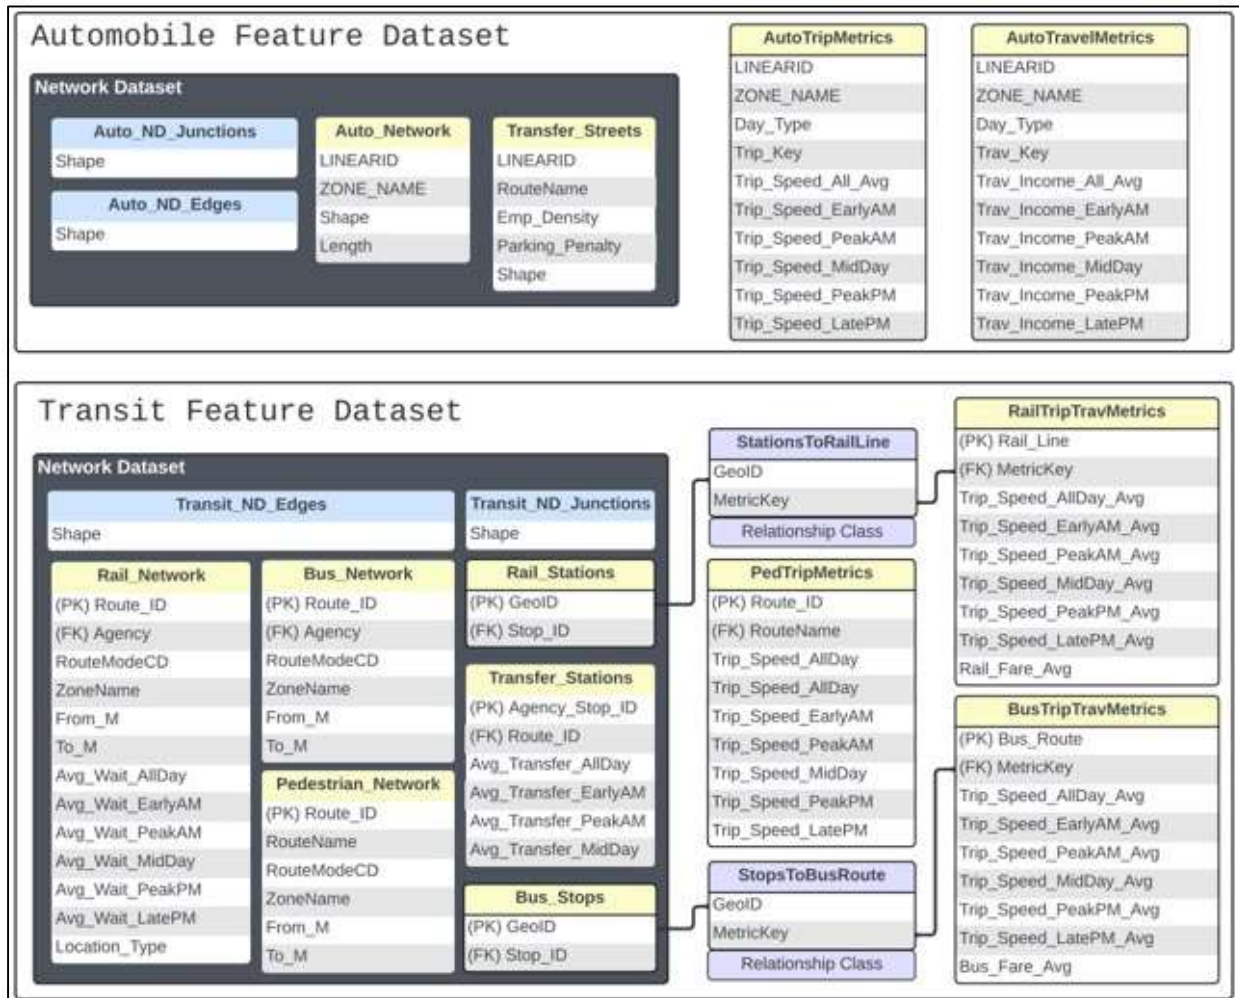 Automobile Feature Dataset
Network Dataset
Auto_ND_Junctions
Shape
Auto_ND_Edges
Shape
Auto_Network
LINEARID
ZONE_NAME
Shape
Length
Transfer_Streets
LINEARID
RouteName
Emp_Density
Parking_Penalty
Shape
AutoTripMetrics
LINEARID
ZONE_NAME
Day_Type
Trip_Key
Trip_Speed_All_Avg
Trip_Speed_EarlyAM
Trip_Speed_PeakAM
Trip_Speed_MidDay
Trip_Speed_PeakPM
Trip_Speed_LatePM
AutoTravelMetrics
LINEARID
ZONE_NAME
Day_Type
Trav_Key
Trav_Income_All_Avg
Trav_Income_EarlyAM
Trav_Income_PeakAM
Trav_Income_MidDay
Trav_Income_PeakPM
Trav_Income_LatePM
Transit Feature Dataset
Network Dataset
Transit_ND_Edges
Shape
Transit_ND_Junctions
Shape
Rail_Network
(PK) Route_ID
(FK) Agency
RouteModeCD
ZoneName
From_M
To_M
Avg_Wait_AllDay
Avg_Wait_EarlyAM
Avg_Wait_PeakAM
Avg_Wait_MidDay
Avg_Wait_PeakPM
Avg_Wait_LatePM
Location_Type
Bus_Network
(PK) Route_ID
(FK) Agency
RouteModeCD
ZoneName
From_M
To_M
Pedestrian_Network
(PK) Route_ID
RouteName
RouteModeCD
ZoneName
From_M
To_M
Rail_Stations
(PK) GeoID
(FK) Stop_ID
Transfer_Stations
(PK) Agency_Stop_ID
(FK) Route_ID
Avg_Transfer_AllDay
Avg_Transfer_EarlyAM
Avg_Transfer_PeakAM
Avg_Transfer_MidDay
Bus_Stops
(PK) GeoID
(FK) Stop_ID
StationsToRailLine
GeoID
MetricKey
Relationship Class
PedTripMetrics
(PK) Route_ID
(FK) RouteName
Trip_Speed_AllDay
Trip_Speed_AllDay
Trip_Speed_EarlyAM
Trip_Speed_PeakAM
Trip_Speed_MidDay
Trip_Speed_PeakPM
Trip_Speed_LatePM
StopsToBusRoute
GeoID
MetricKey
Relationship Class
RailTripTravMetrics
(PK) Rail_Line
(FK) MetricKey
Trip_Speed_AllDay_Avg
Trip_Speed_EarlyAM_Avg
Trip_Speed_PeakAM_Avg
Trip_Speed_MidDay_Avg
Trip_Speed_PeakPM_Avg
Trip_Speed_LatePM_Avg
Rail_Fare_Avg
BusTripTravMetrics
(PK) Bus_Route
(FK) MetricKey
Trip_Speed_AllDay_Avg
Trip_Speed_EarlyAM_Avg
Trip_Speed_PeakAM_Avg
Trip_Speed_MidDay_Avg
Trip_Speed_PeakPM_Avg
Trip_Speed_LatePM_Avg
Bus_Fare_Avg